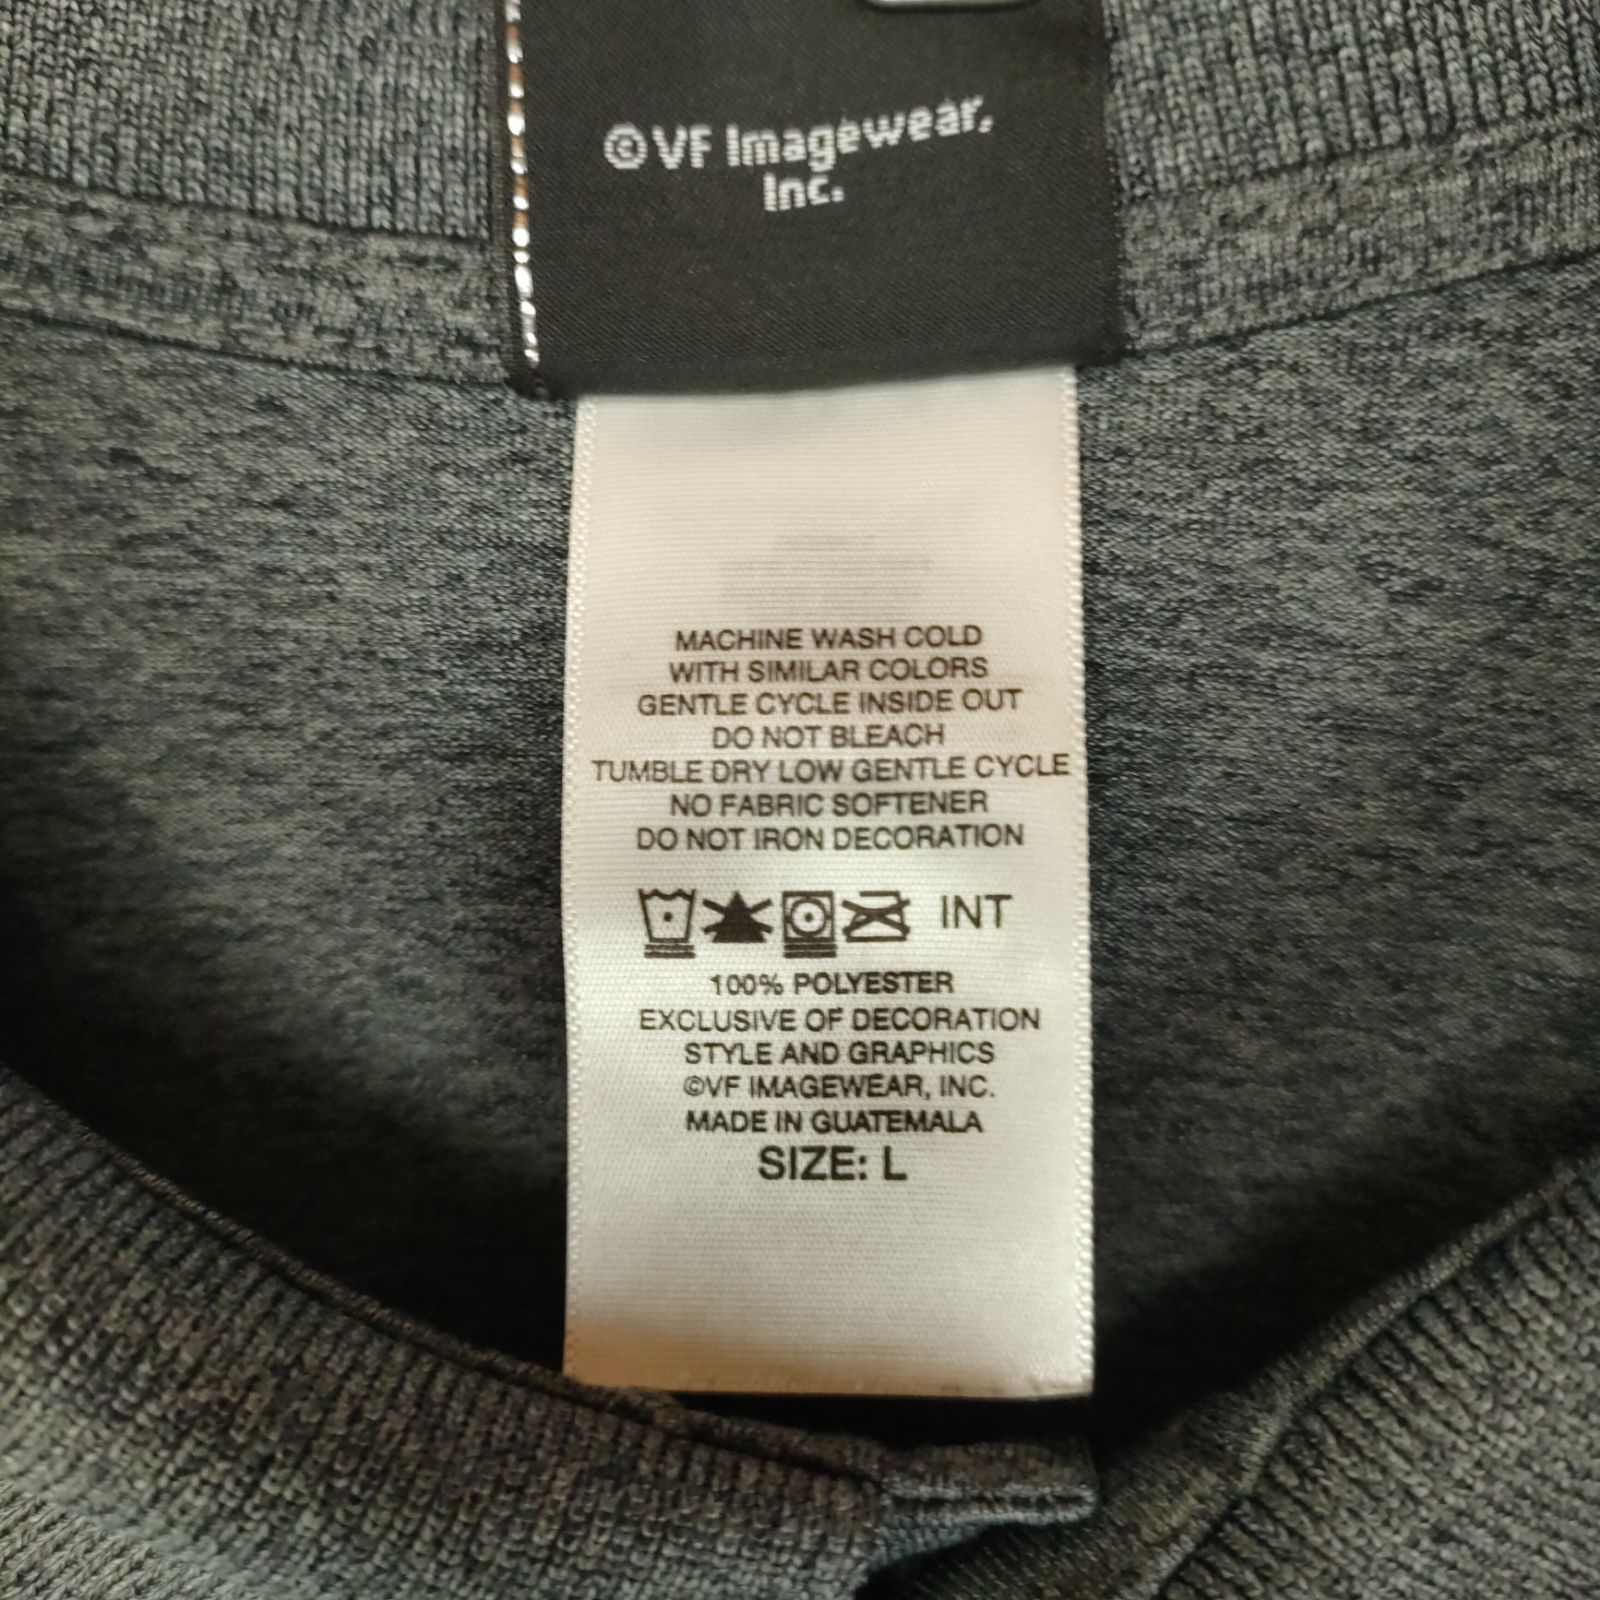 ©VF Imagewear,
Inc.
MACHINE WASH COLD
WITH SIMILAR COLORS
GENTLE CYCLE INSIDE OUT
DO NOT BLEACH
TUMBLE DRY LOW GENTLE CYCLE
NO FABRIC SOFTENER
DO NOT IRON DECORATION
INT
100% POLYESTER
EXCLUSIVE OF DECORATION
STYLE AND GRAPHICS
©VF IMAGEWEAR, INC.
MADE IN GUATEMALA
SIZE: L